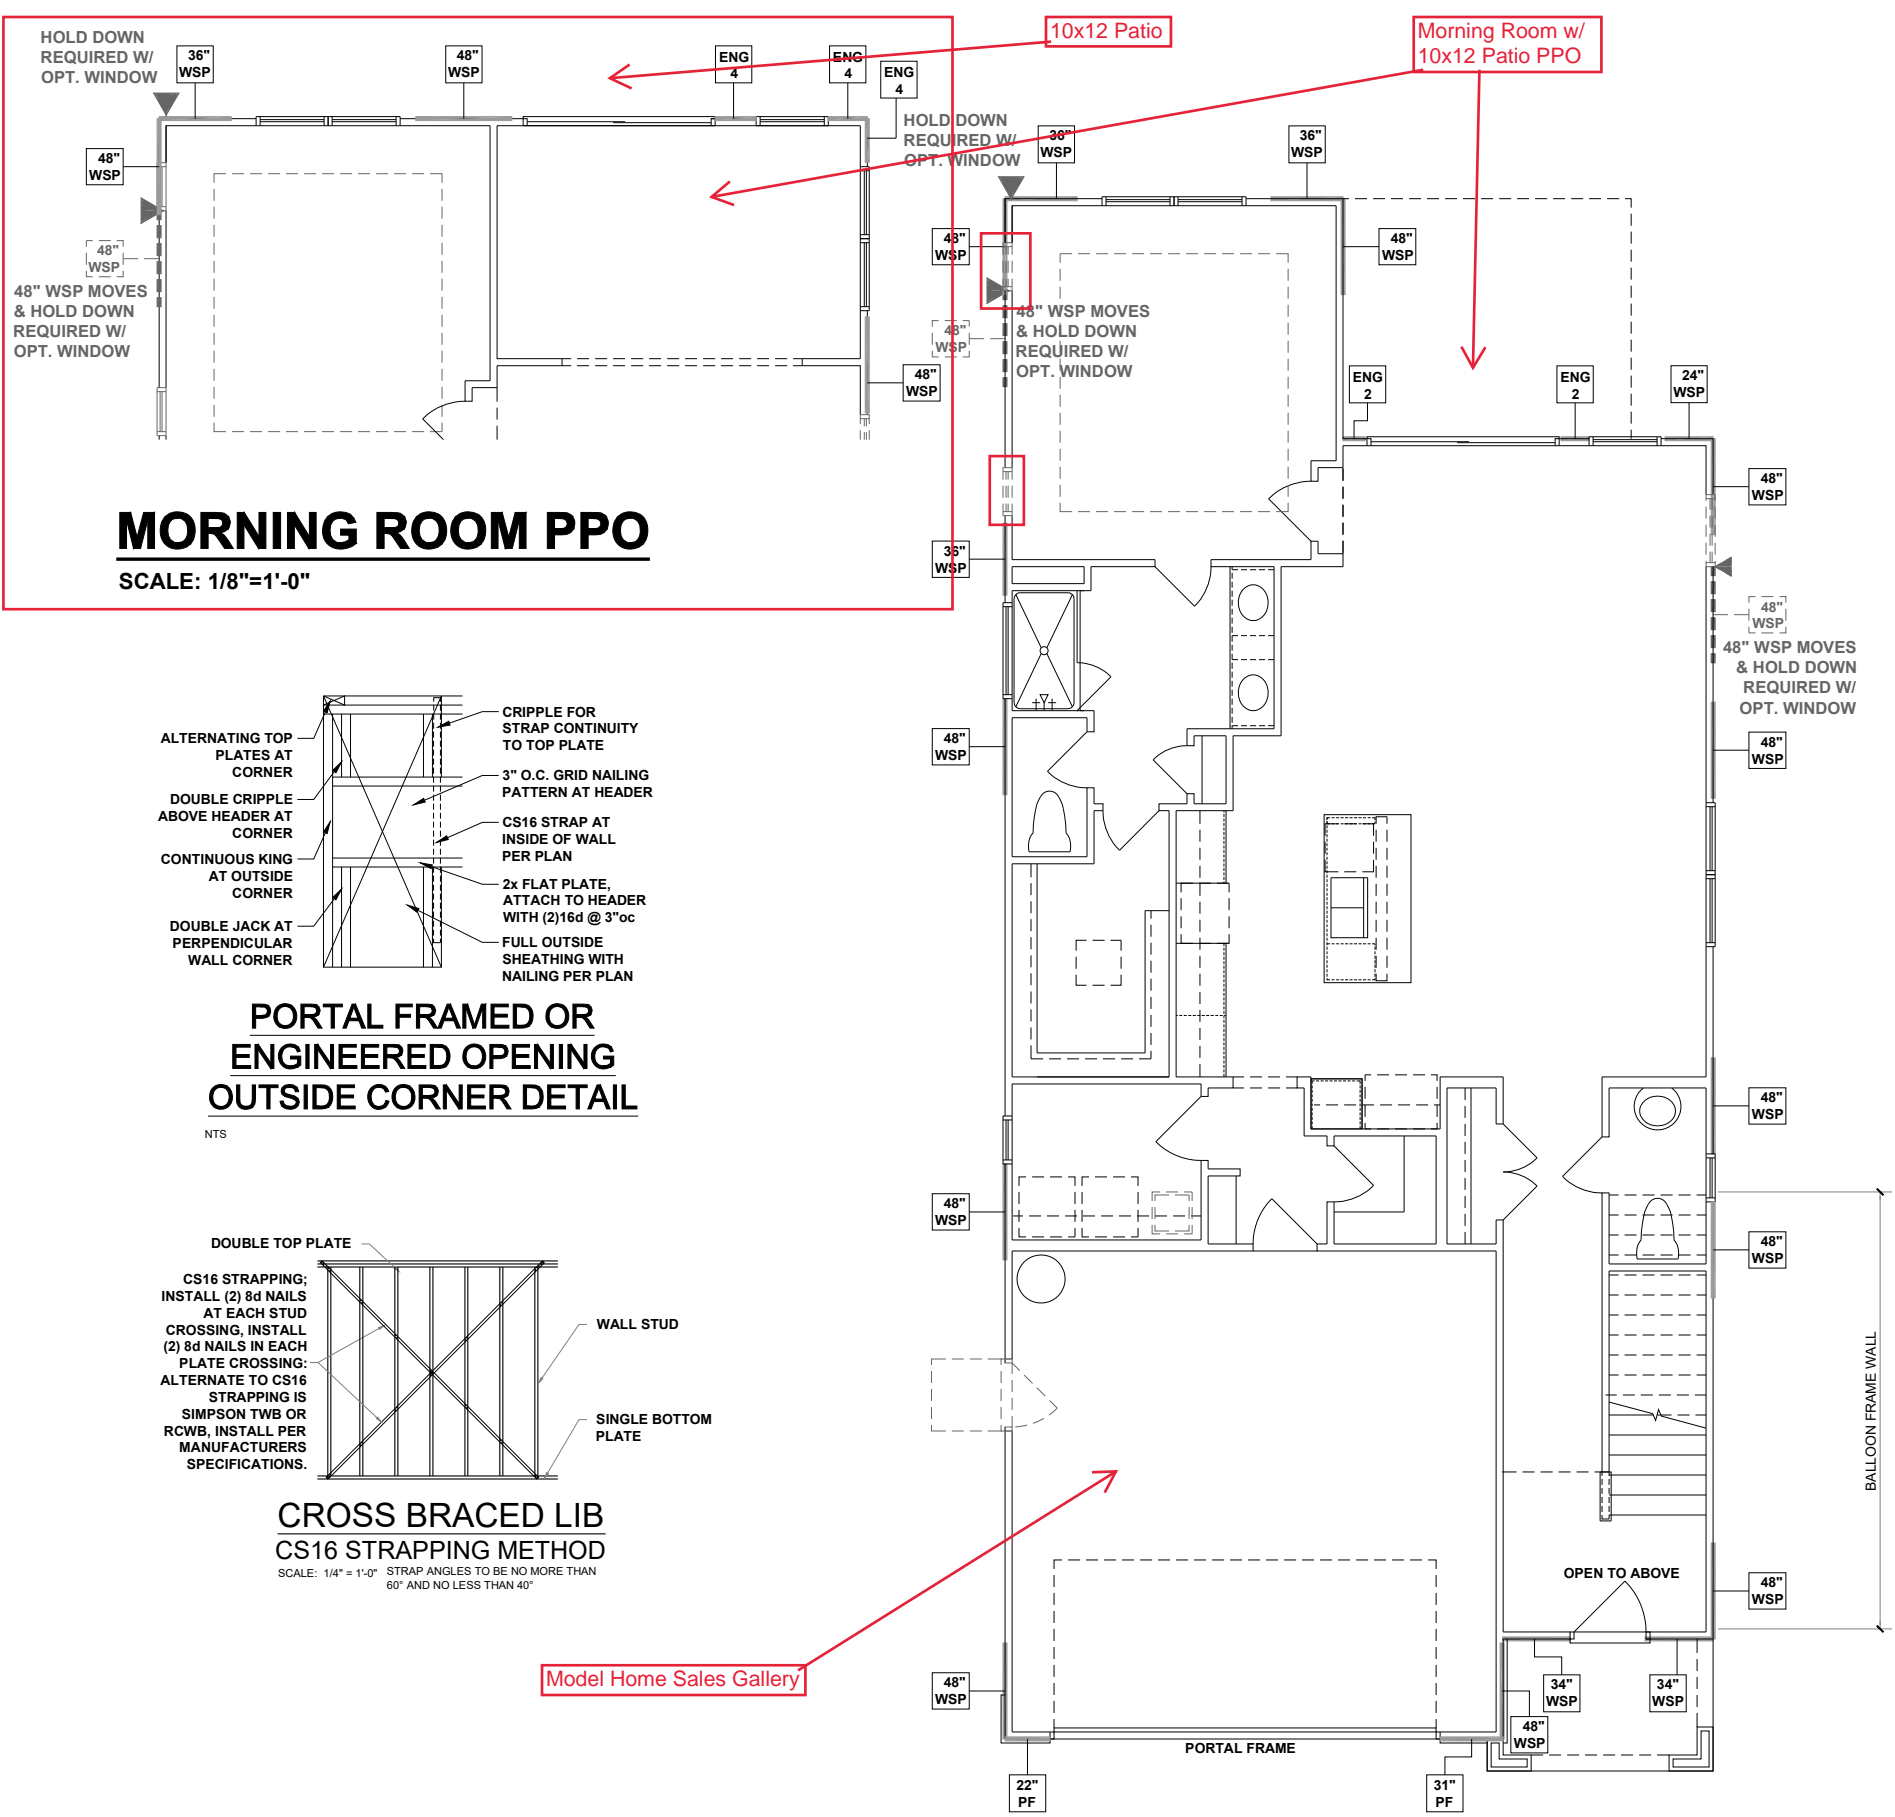 HOLD DOWN
REQUIRED W/
OPT. WINDOW
36"
WSP
48"
WSP
ENG
4
ENG
4
ENG
4
10x12 Patio
Morning Room w/
10x12 Patio PPO
HOLD DOWN
REQUIRED W/
OPT. WINDOW
48"
WSP
48"
WSP
48" WSP MOVES
& HOLD DOWN
REQUIRED W/
OPT. WINDOW
48"
WSP
MORNING ROOM PPO
SCALE: 1/8"=1'-0"
36"
WSP
36"
WSP
48"
WSP
48"
WSP
48"
WSP
48" WSP MOVES
& HOLD DOWN
REQUIRED W/
OPT. WINDOW
ENG
2
ENG
2
24"
WSP
48"
WSP
36"
WSP
48"
WSP
48" WSP MOVES
& HOLD DOWN
REQUIRED W/
OPT. WINDOW
48"
WSP
48"
WSP
ALTERNATING TOP
PLATES AT
CORNER
DOUBLE CRIPPLE
ABOVE HEADER AT
CORNER
CONTINUOUS KING
AT OUTSIDE
CORNER
DOUBLE JACK AT
PERPENDICULAR
WALL CORNER
CRIPPLE FOR
STRAP CONTINUITY
TO TOP PLATE
3" O.C. GRID NAILING
PATTERN AT HEADER
CS16 STRAP AT
INSIDE OF WALL
PER PLAN
2x FLAT PLATE,
ATTACH TO HEADER
WITH (2)16d @ 3"oc
FULL OUTSIDE
SHEATHING WITH
NAILING PER PLAN
PORTAL FRAMED OR
ENGINEERED OPENING
OUTSIDE CORNER DETAIL
NTS
48"
WSP
48"
WSP
48"
WSP
DOUBLE TOP PLATE
CS16 STRAPPING;
INSTALL (2) 8d NAILS
AT EACH STUD
CROSSING, INSTALL
(2) 8d NAILS IN EACH
PLATE CROSSING:
ALTERNATE TO CS16
STRAPPING IS
SIMPSON TWB OR
RCWB, INSTALL PER
MANUFACTURERS
SPECIFICATIONS.
WALL STUD
SINGLE BOTTOM
PLATE
CROSS BRACED LIB
CS16 STRAPPING METHOD
SCALE: 1/4" = 1'-0"
STRAP ANGLES TO BE NO MORE THAN
60° AND NO LESS THAN 40°
BALLOON FRAME WALL
OPEN TO ABOVE
48"
WSP
Model Home Sales Gallery
48"
WSP
34"
WSP
34"
WSP
48"
WSP
PORTAL FRAME
22"
PF
31"
PF